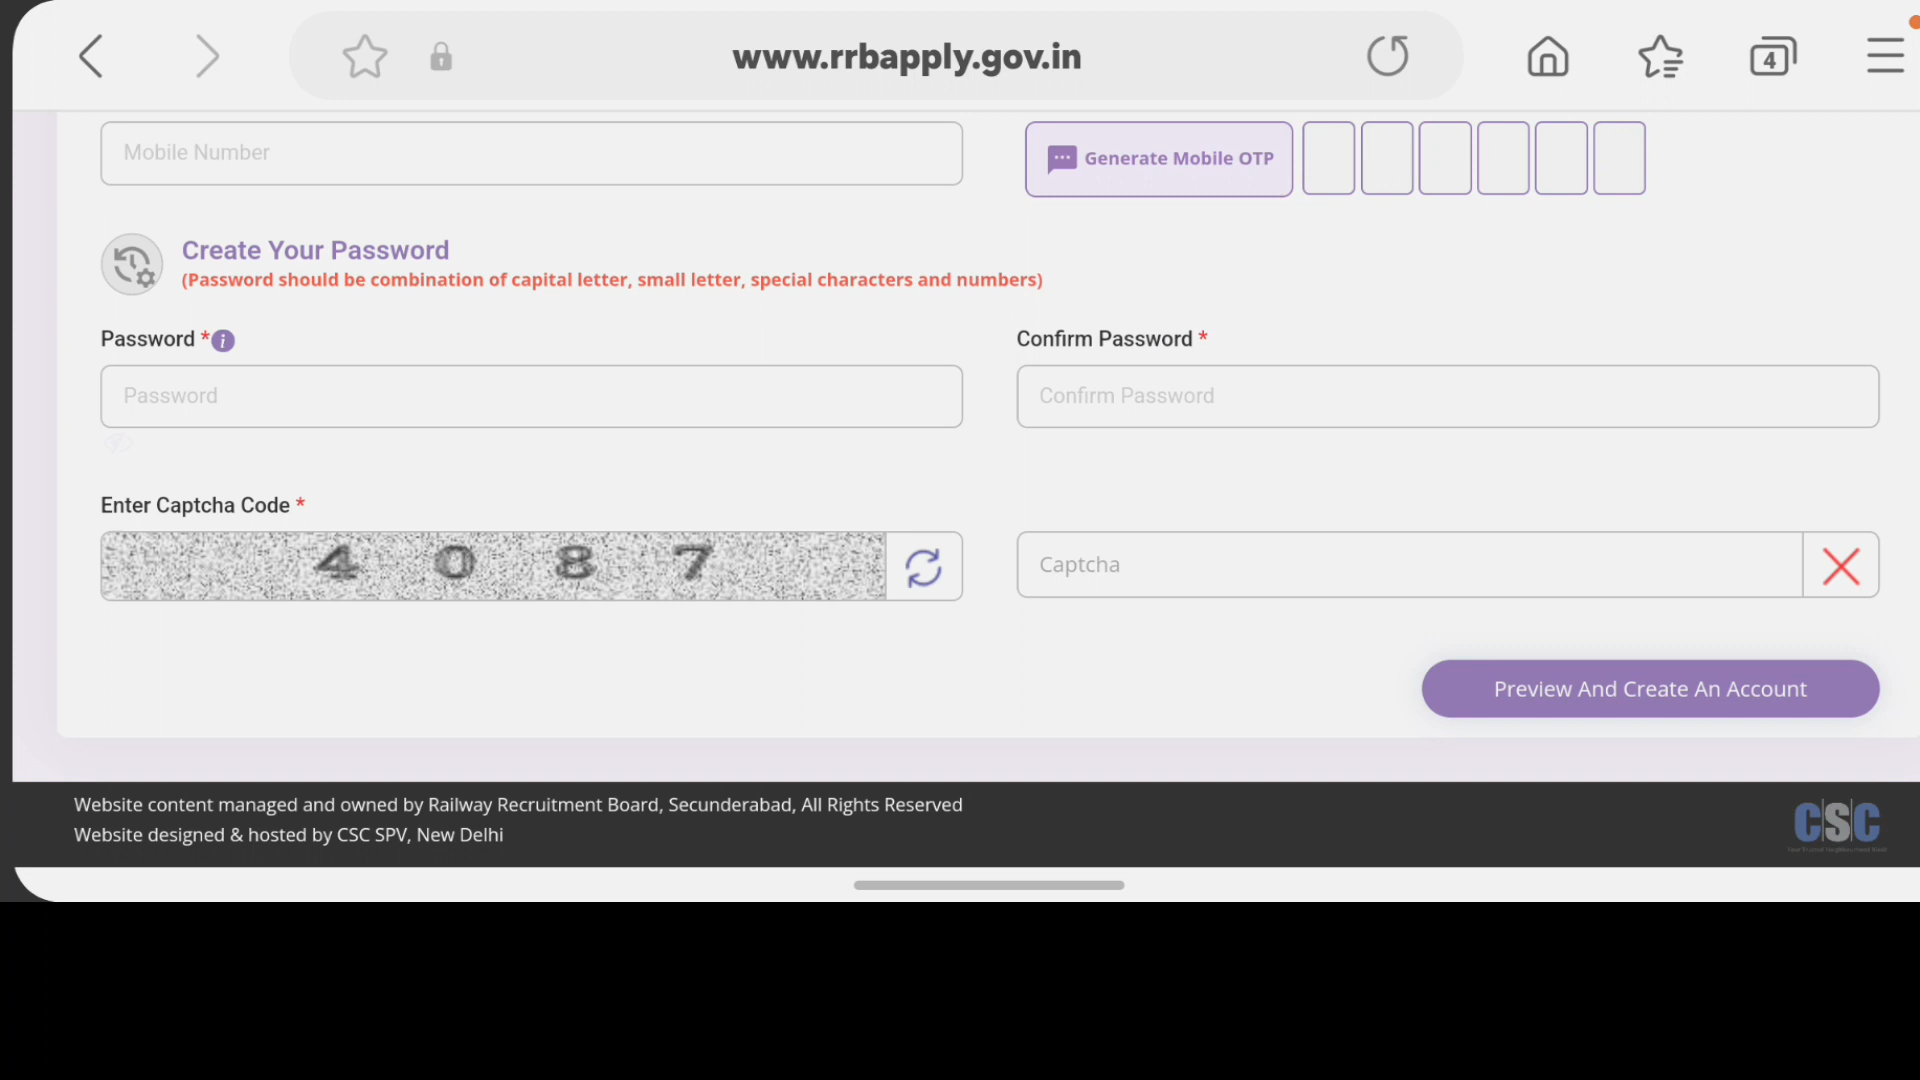 www.rrbapply.gov.in
4
Mobile Number
Generate Mobile OTP
Create Your Password
(Password should be combination of capital letter, small letter, special characters and numbers)
Password *
Confirm Password *
Password
Confirm Password
Enter Captcha Code *
4 0 8 7
Captcha
Preview And Create An Account
Website content managed and owned by Railway Recruitment Board, Secunderabad, All Rights Reserved
Website designed & hosted by CSC SPV, New Delhi
CSC